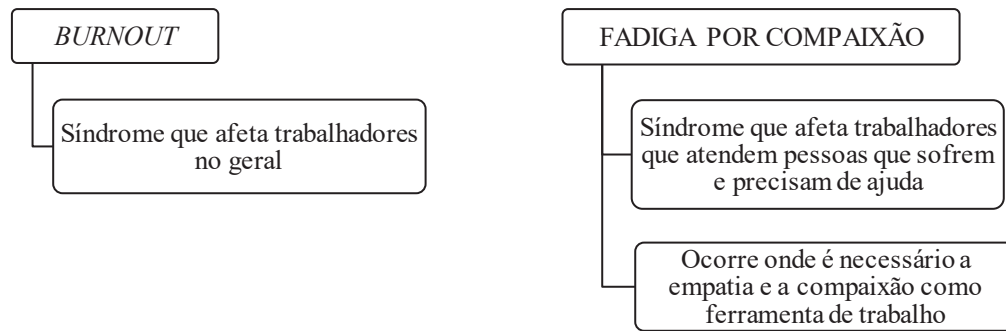 BURNOUT
Síndrome que afeta trabalhadores
no geral
FADIGA POR COMPAIXÃO
Síndrome que afeta trabalhadores
que atendem pessoas que sofrem
e precisam de ajuda
Ocorre onde é necessário a
empatia e a compaixão como
ferramenta de trabalho